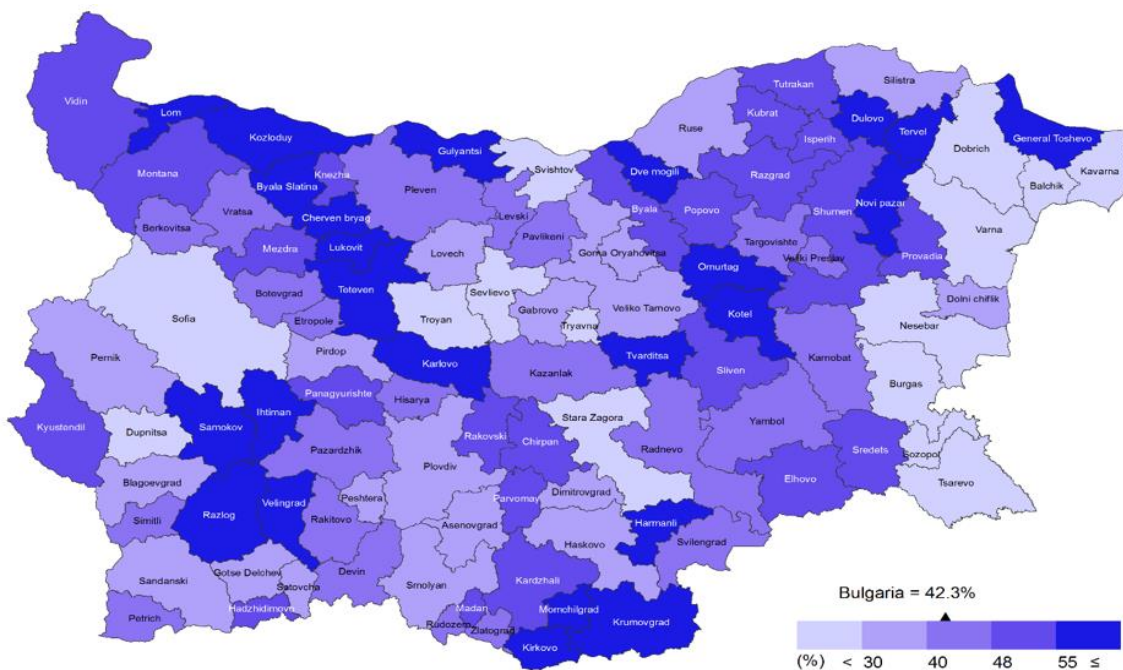 Vidin
Lom
Kozloduy
Gulyantsi
Svishtov
Ruse
Tutrakan
Silistra
Kubrat
Dulovo
Isperih
Tervel
General Toshevo
Dobrich
Kavarna
Balchik
Montana
Byala Slatina
Knezha
Pleven
Dve mogili
Razgrad
Berkovitsa
Vratsa
Cherven bryag
Levski
Byala
Popovo
Shumen
Novi pazar
Varna
Mezdra
Lukovit
Lovech
Pavlikeni
Gorna Oryahovitsa
Targovishte
Veliki Preslav
Provadia
Sofia
Botevgrad
Teteven
Omurtag
Etropole
Troyan
Sevlievo
Gabrovo
Tryavna
Veliko Tarnovo
Kotel
Nesebar
Dolni chiflik
Pernik
Pirdop
Karlovo
Kazanlak
Tvarditsa
Sliven
Karnobat
Burgas
Kyustendil
Dupnitsa
Samokov
Ihtiman
Panagyurishte
Hisarya
Stara Zagora
Pazardzhik
Plovdiv
Rakovski
Chirpan
Radnevo
Yambol
Sredets
Sozopol
Tsarevo
Blagoevgrad
Simitli
Razlog
Velingrad
Rakitovo
Peshtera
Asenovgrad
Parvomay
Dimitrovgrad
Haskovo
Harmanli
Svilengrad
Elhovo
Sandanski
Gotse Delchev
Satovcha
Devin
Smolyan
Kardzhali
Petrich
Hadzhidimovo
Madan
Rudozem
Zlatograd
Momchilgrad
Krumovgrad
Kirkovo
Bulgaria = 42.3%
(%) < 30 40 48 55 ≤